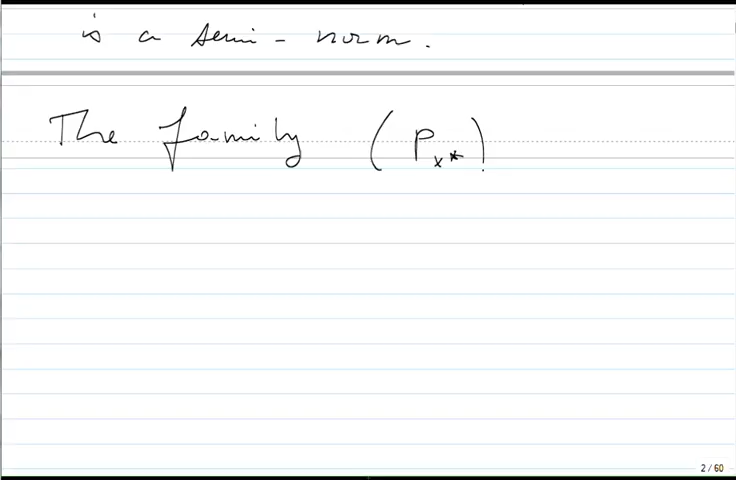 is a semi-norm.
The family (P_{x*})
2 / 60